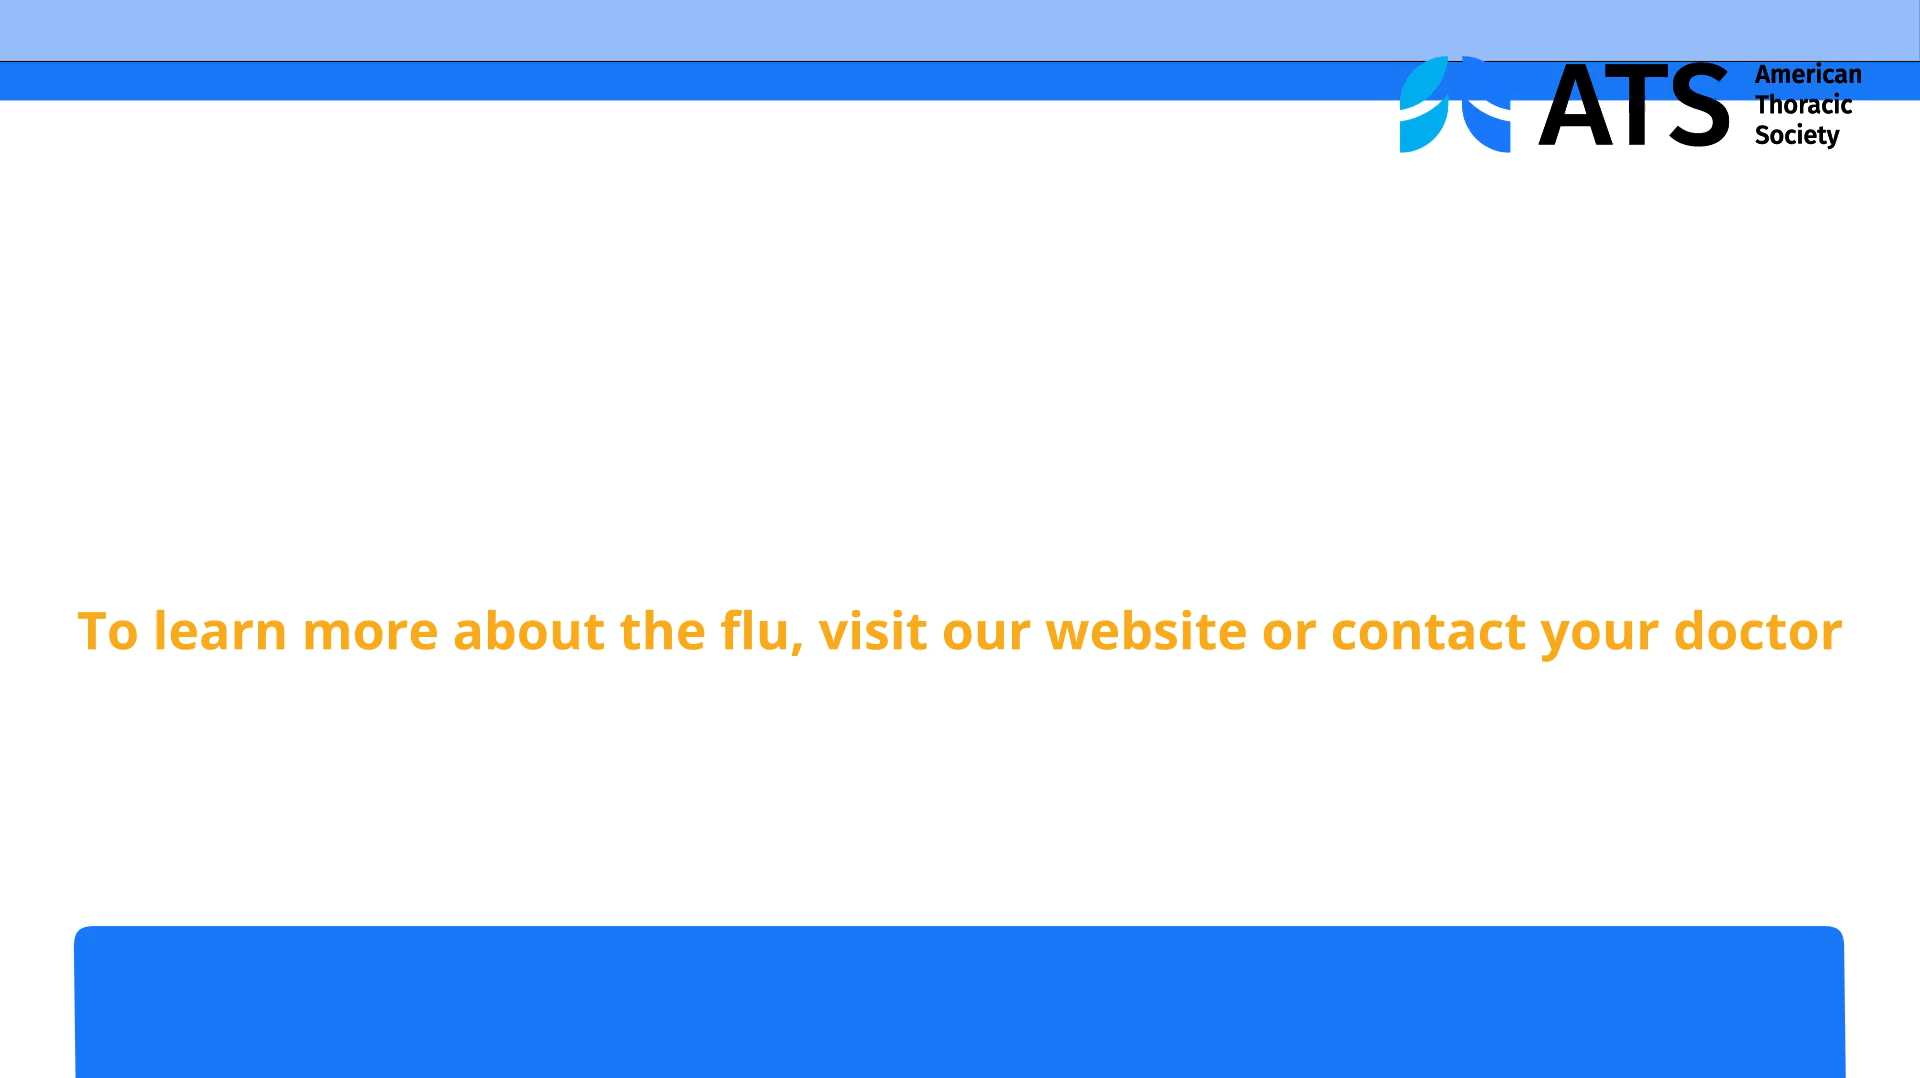 ATS
American
Thoracic
Society
To learn more about the flu, visit our website or contact your doctor